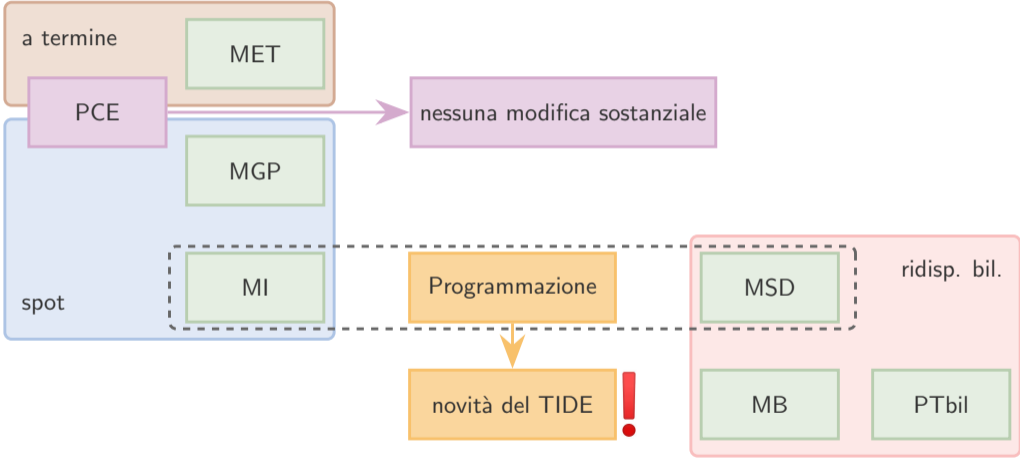 a termine
MET
PCE
nessuna modifica sostanziale
MGP
spot
MI
Programmazione
MSD
ridisp. bil.
novità del TIDE
MB
PTbil